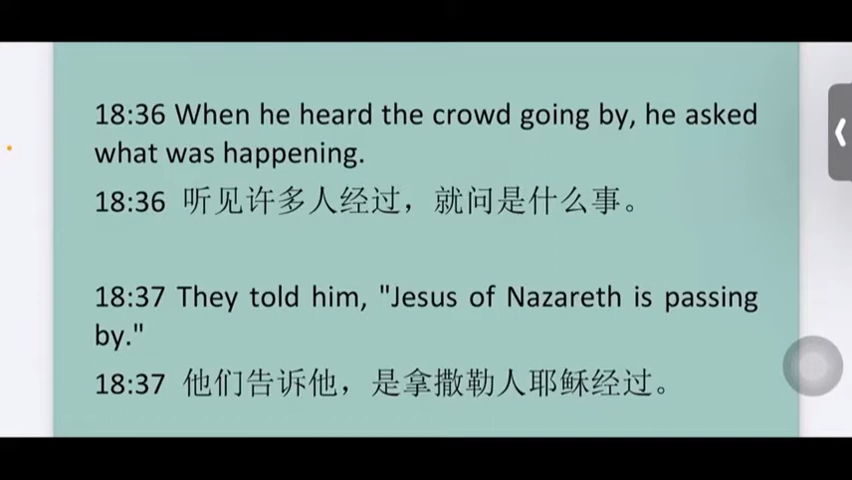 18:36 When he heard the crowd going by, he asked
what was happening.
18:36 听见许多人经过，就问是什么事。
18:37 They told him, "Jesus of Nazareth is passing
by."
18:37 他们告诉他，是拿撒勒人耶稣经过。